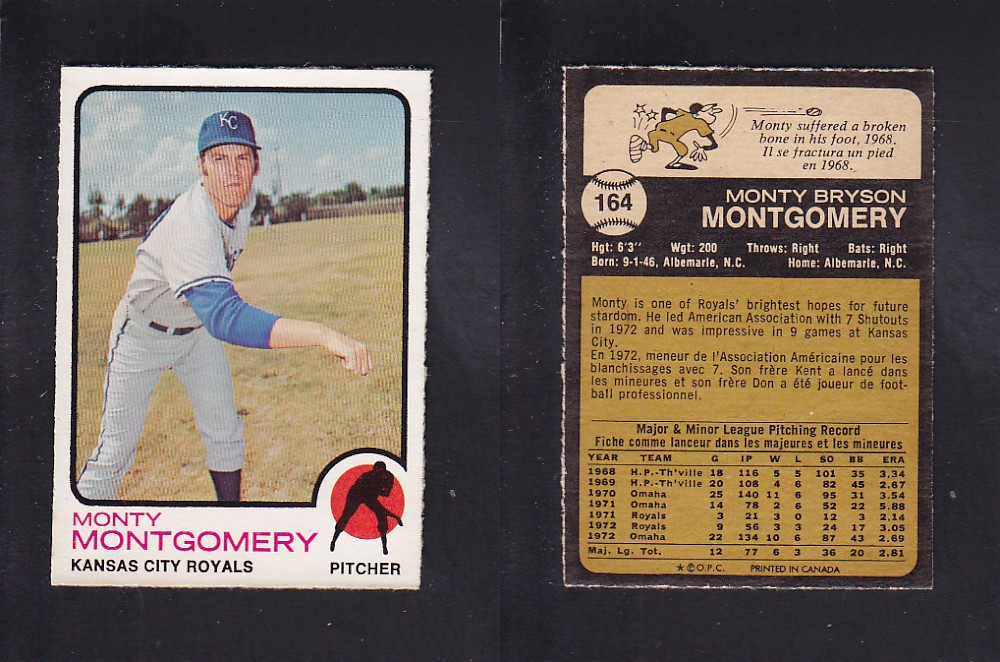 KC
MONTY
MONTGOMERY
KANSAS CITY ROYALS
PITCHER
Monty suffered a broken
bone in his foot, 1968.
Il se fractura un pied
en 1968.
164
MONTY BRYSON
MONTGOMERY
Hgt: 6'3" Wgt: 200 Throws: Right Bats: Right
Born: 9-1-46, Albemarle, N.C. Home: Albemarle, N.C.
Monty is one of Royals' brightest hopes for future
stardom. He led American Association with 7 Shutouts
in 1972 and was impressive in 9 games at Kansas
City.
En 1972, meneur de l'Association Américaine pour les
blanchissages avec 7. Son frère Kent a lancé dans
les mineures et son frère Don a été joueur de foot-
ball professionnel.
Major & Minor League Pitching Record
Fiche comme lanceur dans les majeures et les mineures
YEAR TEAM G IP W L SO BB ERA
1968 H.P.-Th'ville 18 116 5 5 101 35 3.34
1969 H.P.-Th'ville 20 108 4 6 82 45 2.67
1970 Omaha 25 140 11 6 95 31 3.54
1971 Omaha 14 78 2 6 52 22 5.88
1971 Royals 3 21 3 0 12 3 2.14
1972 Royals 9 56 3 3 24 17 3.05
1972 Omaha 22 134 10 6 87 43 2.69
Maj. Lg. Tot. 12 77 6 3 36 20 2.81
★©O.P.C. PRINTED IN CANADA